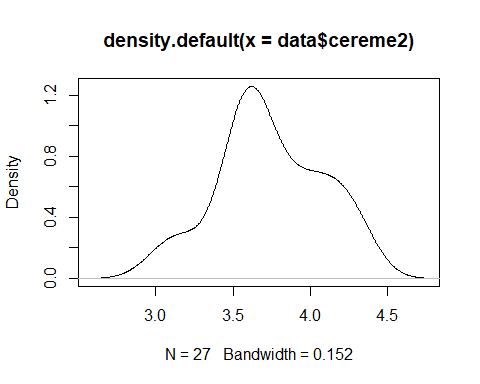 density.default(x = data$cereme2)
Density
0.0
0.4
0.8
1.2
3.0 3.5 4.0 4.5
N = 27 Bandwidth = 0.152